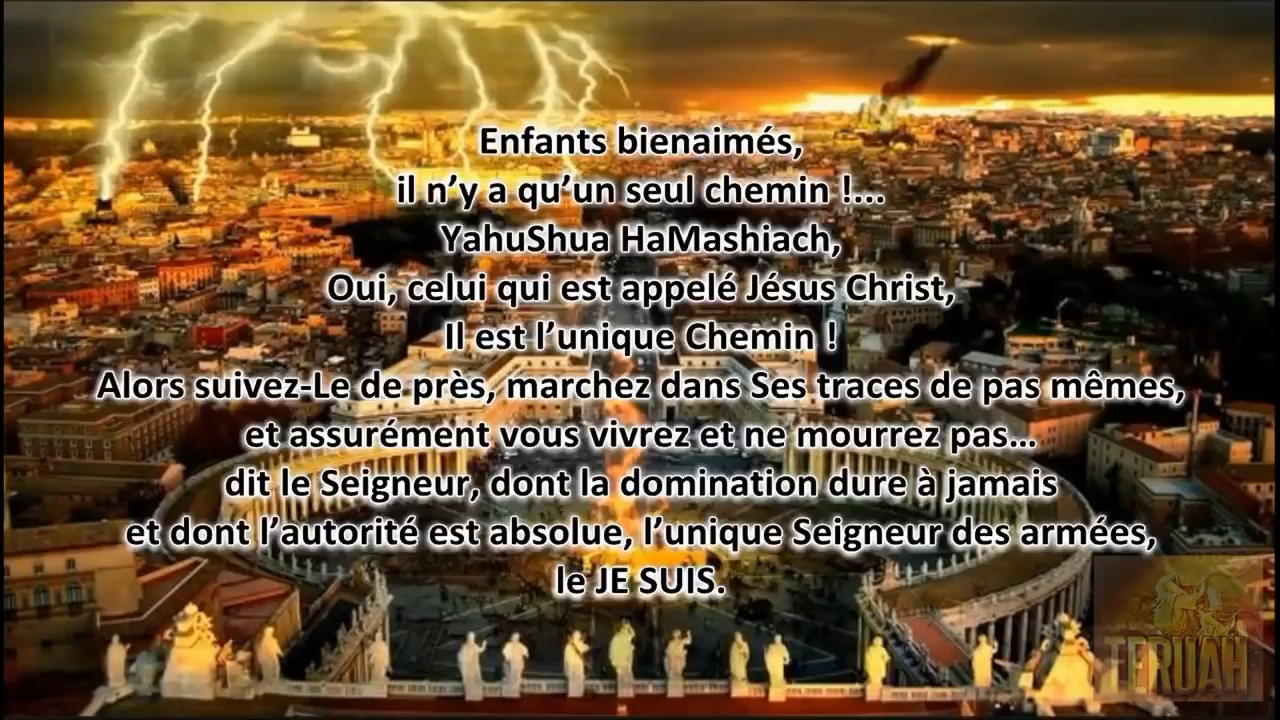 Enfants bienaimés,
il n’y a qu’un seul chemin !...
YahuShua HaMashiach,
Oui, celui qui est appelé Jésus Christ,
Il est l’unique Chemin !
Alors suivez-Le de près, marchez dans Ses traces de pas mêmes,
et assurément vous vivrez et ne mourrez pas...
dit le Seigneur, dont la domination dure à jamais
et dont l’autorité est absolue, l’unique Seigneur des armées,
le JE SUIS.
TERUAH